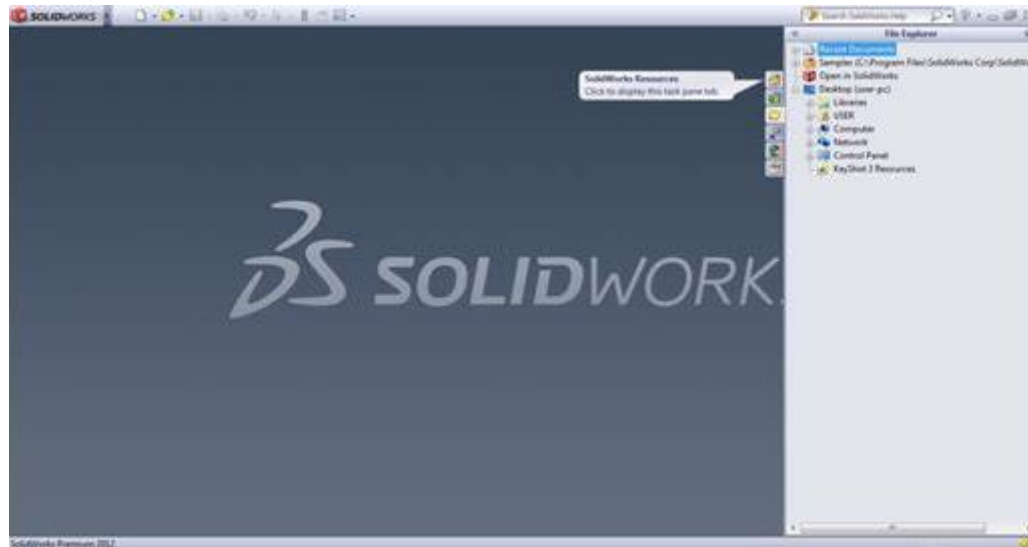 SOLIDWORKS
Search SolidWorks Help
File Explorer
Recent Documents
Samples (C:\Program Files\SolidWorks Corp\SolidWo
Open in SolidWorks
Desktop (user-pc)
Libraries
USER
Computer
Network
Control Panel
KeyShot 3 Resources
SolidWorks Resources
Click to display this task pane tab.
SOLIDWORK
SolidWorks Premium 2012